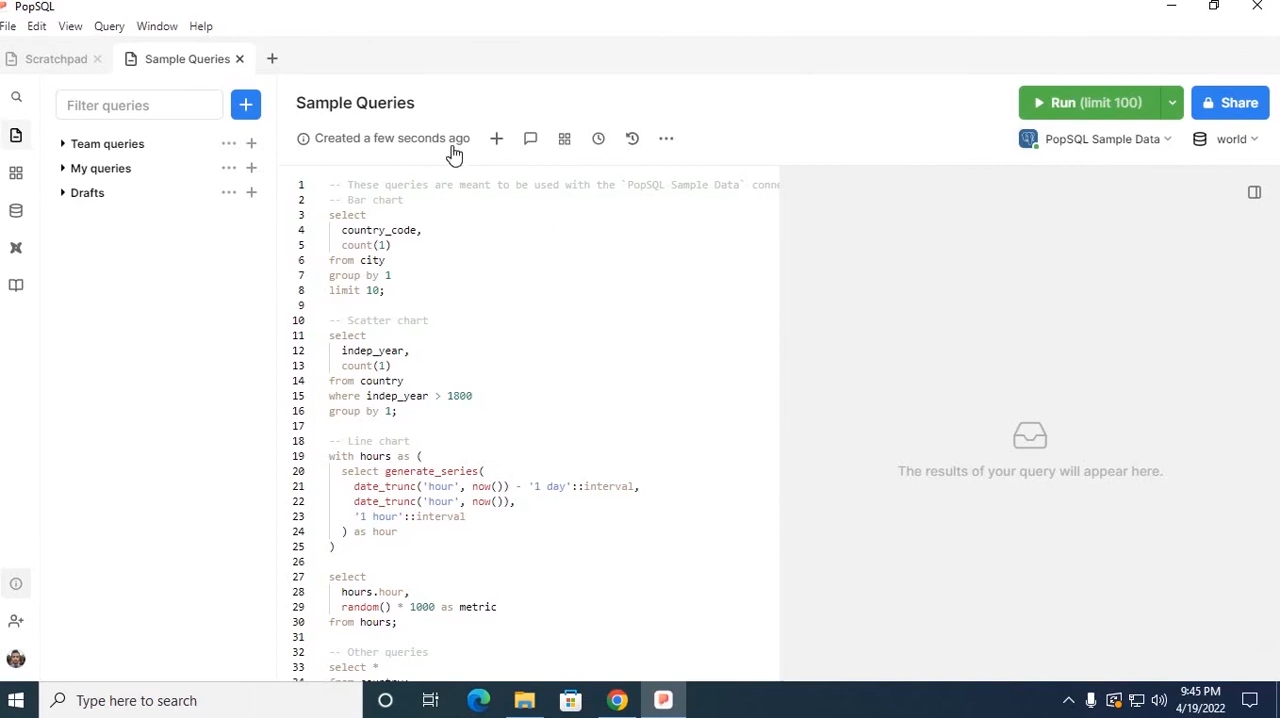 PopSQL
File Edit View Query Window Help
Scratchpad
Sample Queries
Filter queries
Team queries
My queries
Drafts
Sample Queries
Run (limit 100)
Share
Created a few seconds ago
PopSQL Sample Data
world
1 -- These queries are meant to be used with the `PopSQL Sample Data` conne
2 -- Bar chart
3 select
4 country_code,
5 count(1)
6 from city
7 group by 1
8 limit 10;
9
10 -- Scatter chart
11 select
12 indep_year,
13 count(1)
14 from country
15 where indep_year > 1800
16 group by 1;
17
18 -- Line chart
19 with hours as (
20 select generate_series(
21 date_trunc('hour', now()) - '1 day'::interval,
22 date_trunc('hour', now()),
23 '1 hour'::interval
24 ) as hour
25 )
26
27 select
28 hours.hour,
29 random() * 1000 as metric
30 from hours;
31
32 -- Other queries
33 select *
The results of your query will appear here.
Type here to search
9:45 PM
4/19/2022